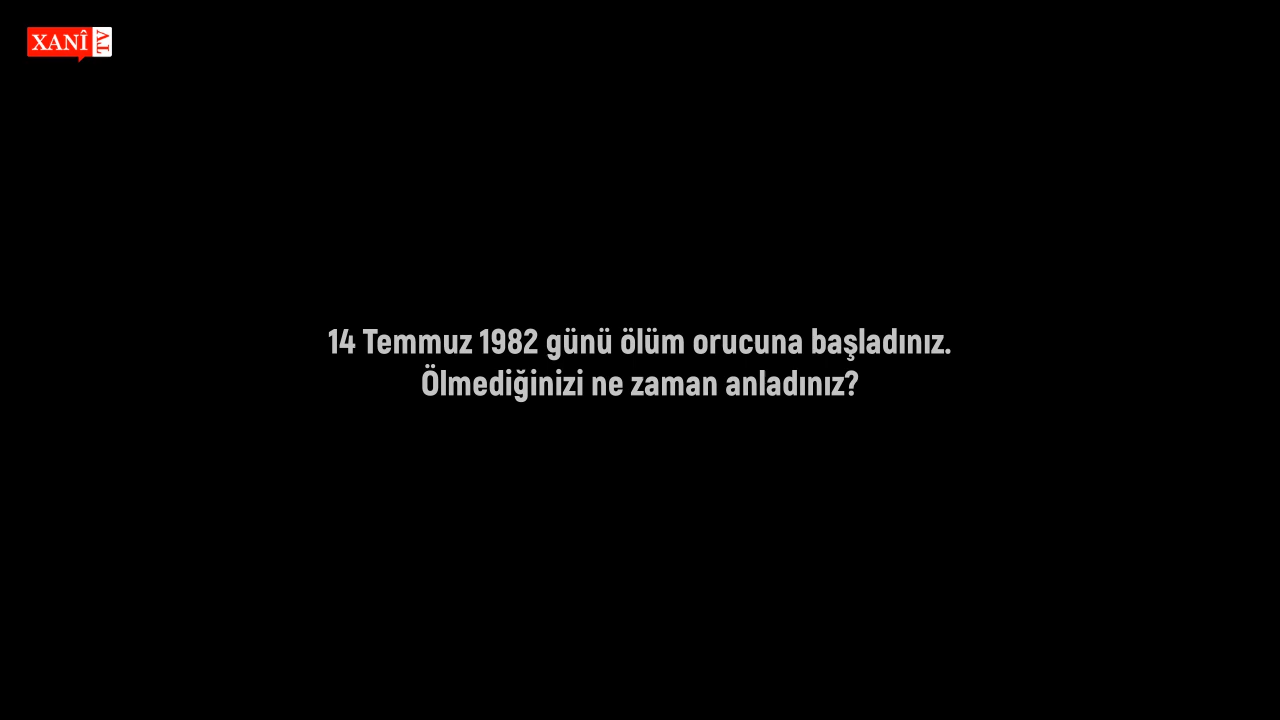 XANÎ TV
14 Temmuz 1982 günü ölüm orucuna başladınız.
Ölmediğinizi ne zaman anladınız?